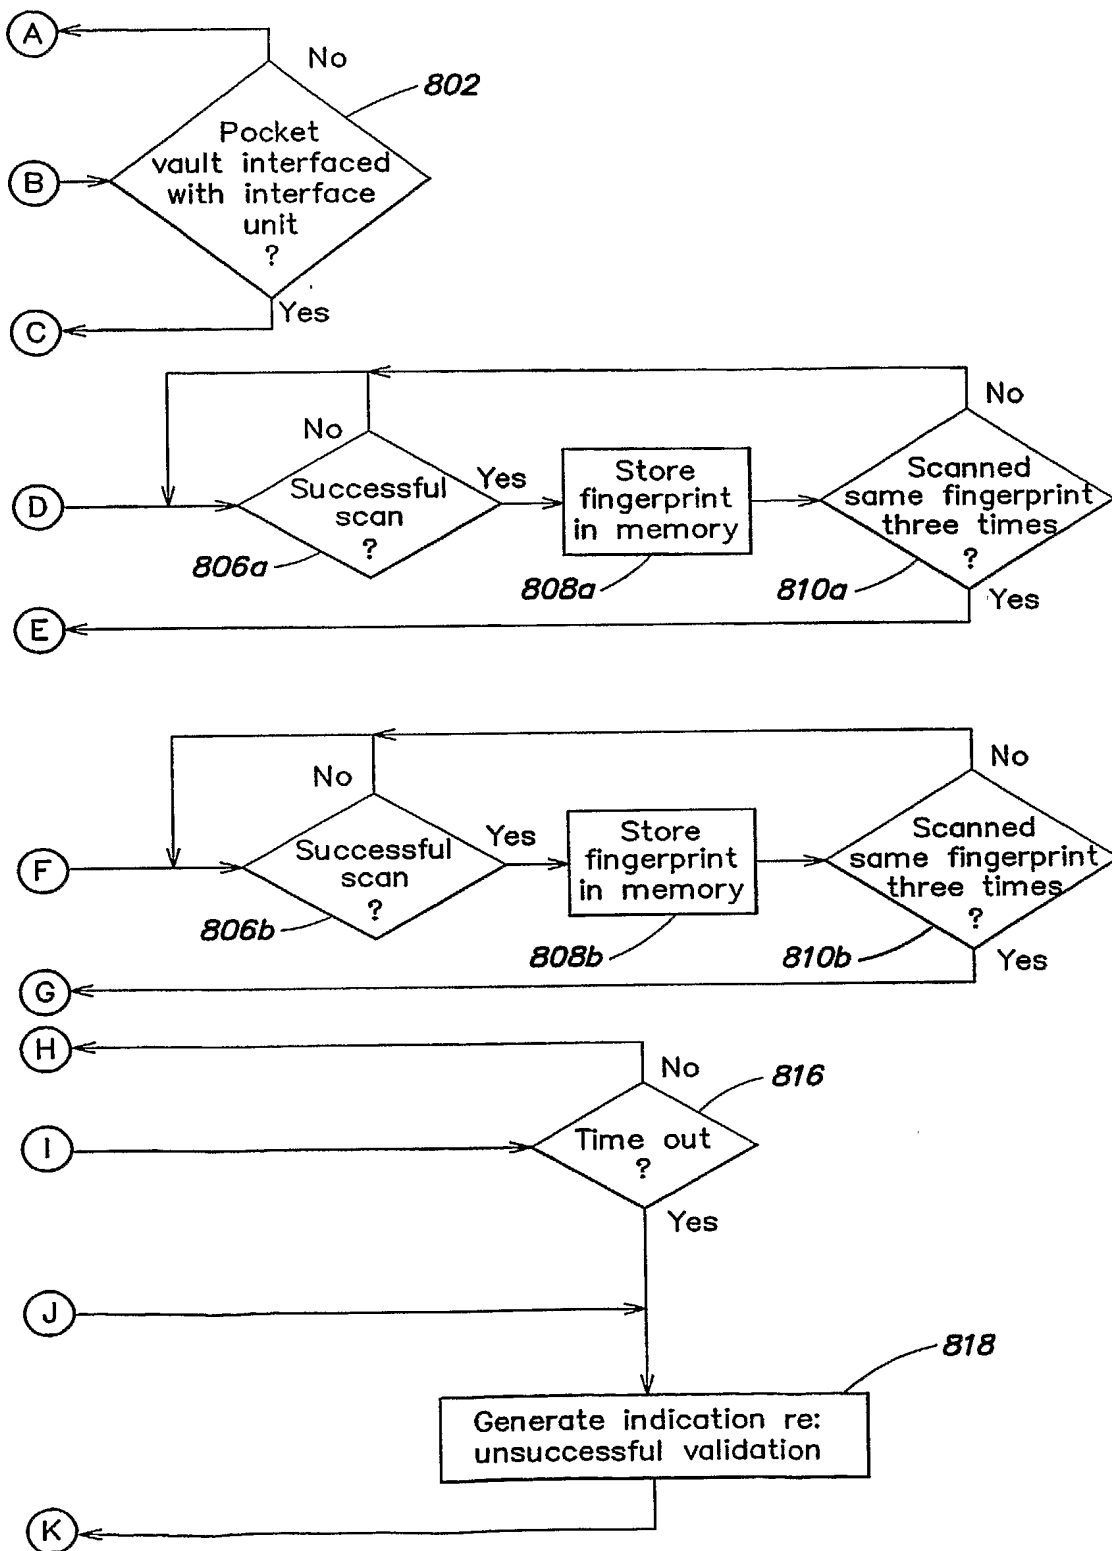 A
No
802
Pocket
vault interfaced
with interface
unit
?
B
Yes
C
No
No
Yes
Successful
scan
?
Store
fingerprint
in memory
Scanned
same fingerprint
three times
?
D
806a
808a
810a
Yes
E
No
No
Yes
Successful
scan
?
Store
fingerprint
in memory
Scanned
same fingerprint
three times
?
F
806b
808b
810b
Yes
G
H
No
816
I
Time out
?
Yes
J
818
Generate indication re:
unsuccessful validation
K